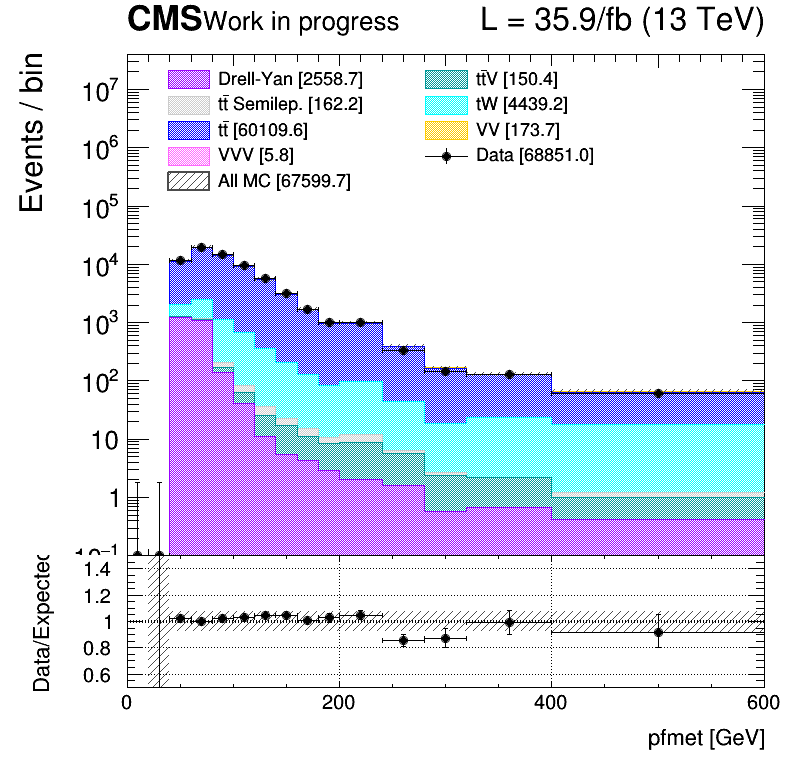 CMS Work in progress L = 35.9/fb (13 TeV)
Events / bin
Drell-Yan [2558.7] tt̄V [150.4]
tt̄ Semilep. [162.2] tW [4439.2]
tt̄ [60109.6] VV [173.7]
VVV [5.8] Data [68851.0]
All MC [67599.7]
10⁷
10⁶
10⁵
10⁴
10³
10²
10
1
10⁻¹
Data/Expected
1.4
1.2
1
0.8
0.6
0 200 400 600
pfmet [GeV]